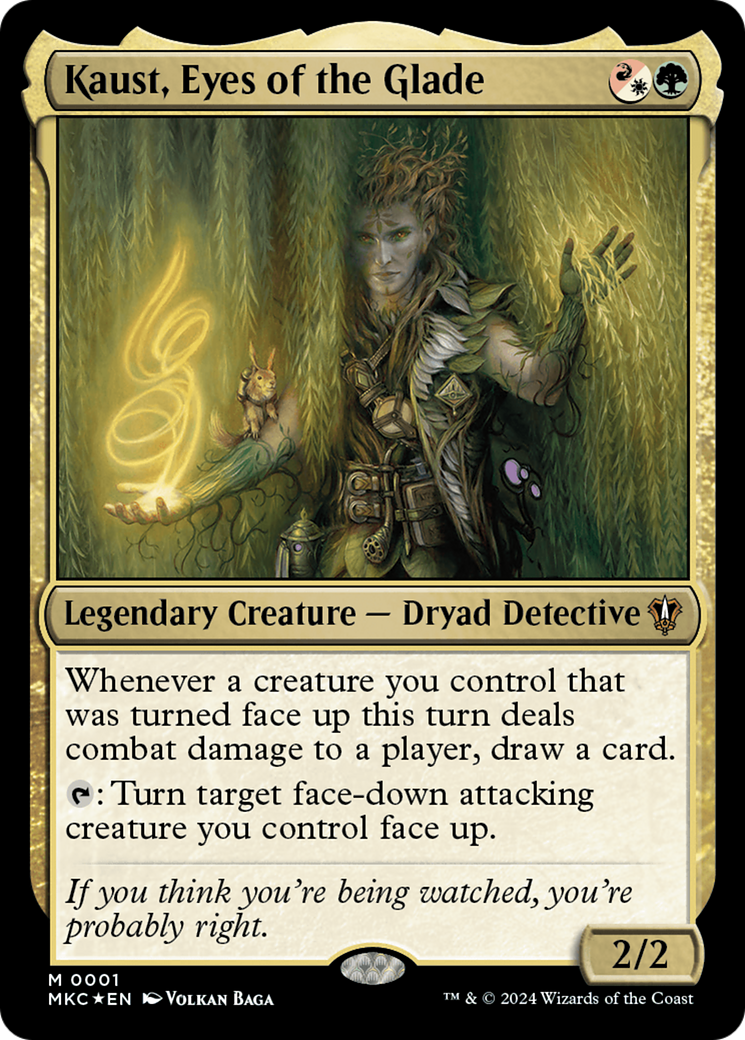 Kaust, Eyes of the Glade
Legendary Creature — Dryad Detective
Whenever a creature you control that
was turned face up this turn deals
combat damage to a player, draw a card.
: Turn target face-down attacking
creature you control face up.
If you think you're being watched, you're
probably right.
2/2
M 0001
MKC★EN Volkan Baga
™ & © 2024 Wizards of the Coast